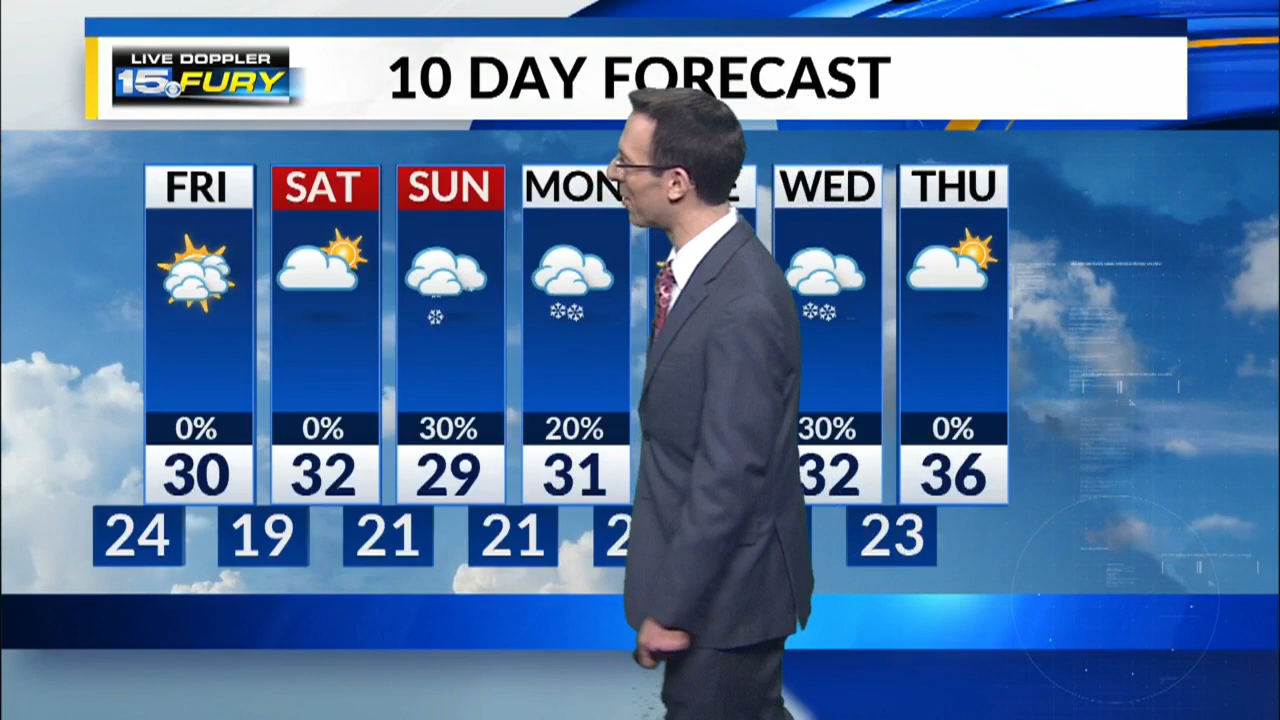 LIVE DOPPLER
15 FURY
10 DAY FORECAST
FRI SAT SUN MON WED THU
0% 0% 30% 20% 30% 0%
30 32 29 31 32 36
24 19 21 21 23